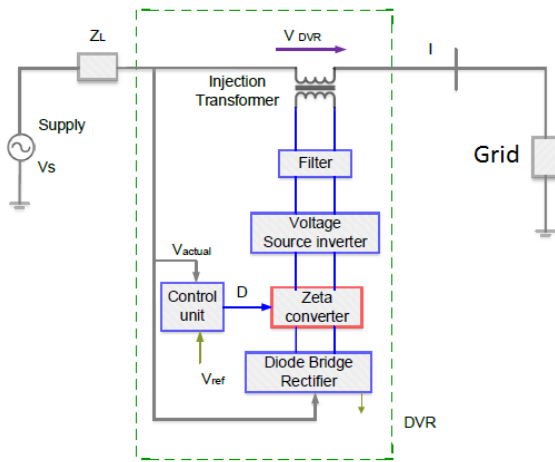 V DVR
ZL
I
Injection
Transformer
Supply
Vs
Filter
Grid
Voltage
Source inverter
Vactual
Control
unit
D
Zeta
converter
Vref
Diode Bridge
Rectifier
DVR